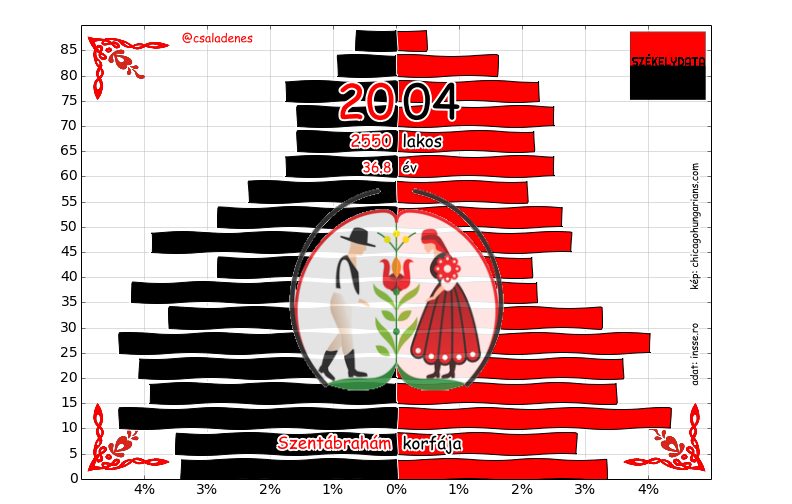 @csaladenes
SZÉKELYDATA
2004
2550 lakos
36.8 év
kép: chicagohungarians.com
adat: insse.ro
Szentábrahám korfája
85
80
75
70
65
60
55
50
45
40
35
30
25
20
15
10
5
0
4% 3% 2% 1% 0% 1% 2% 3% 4%